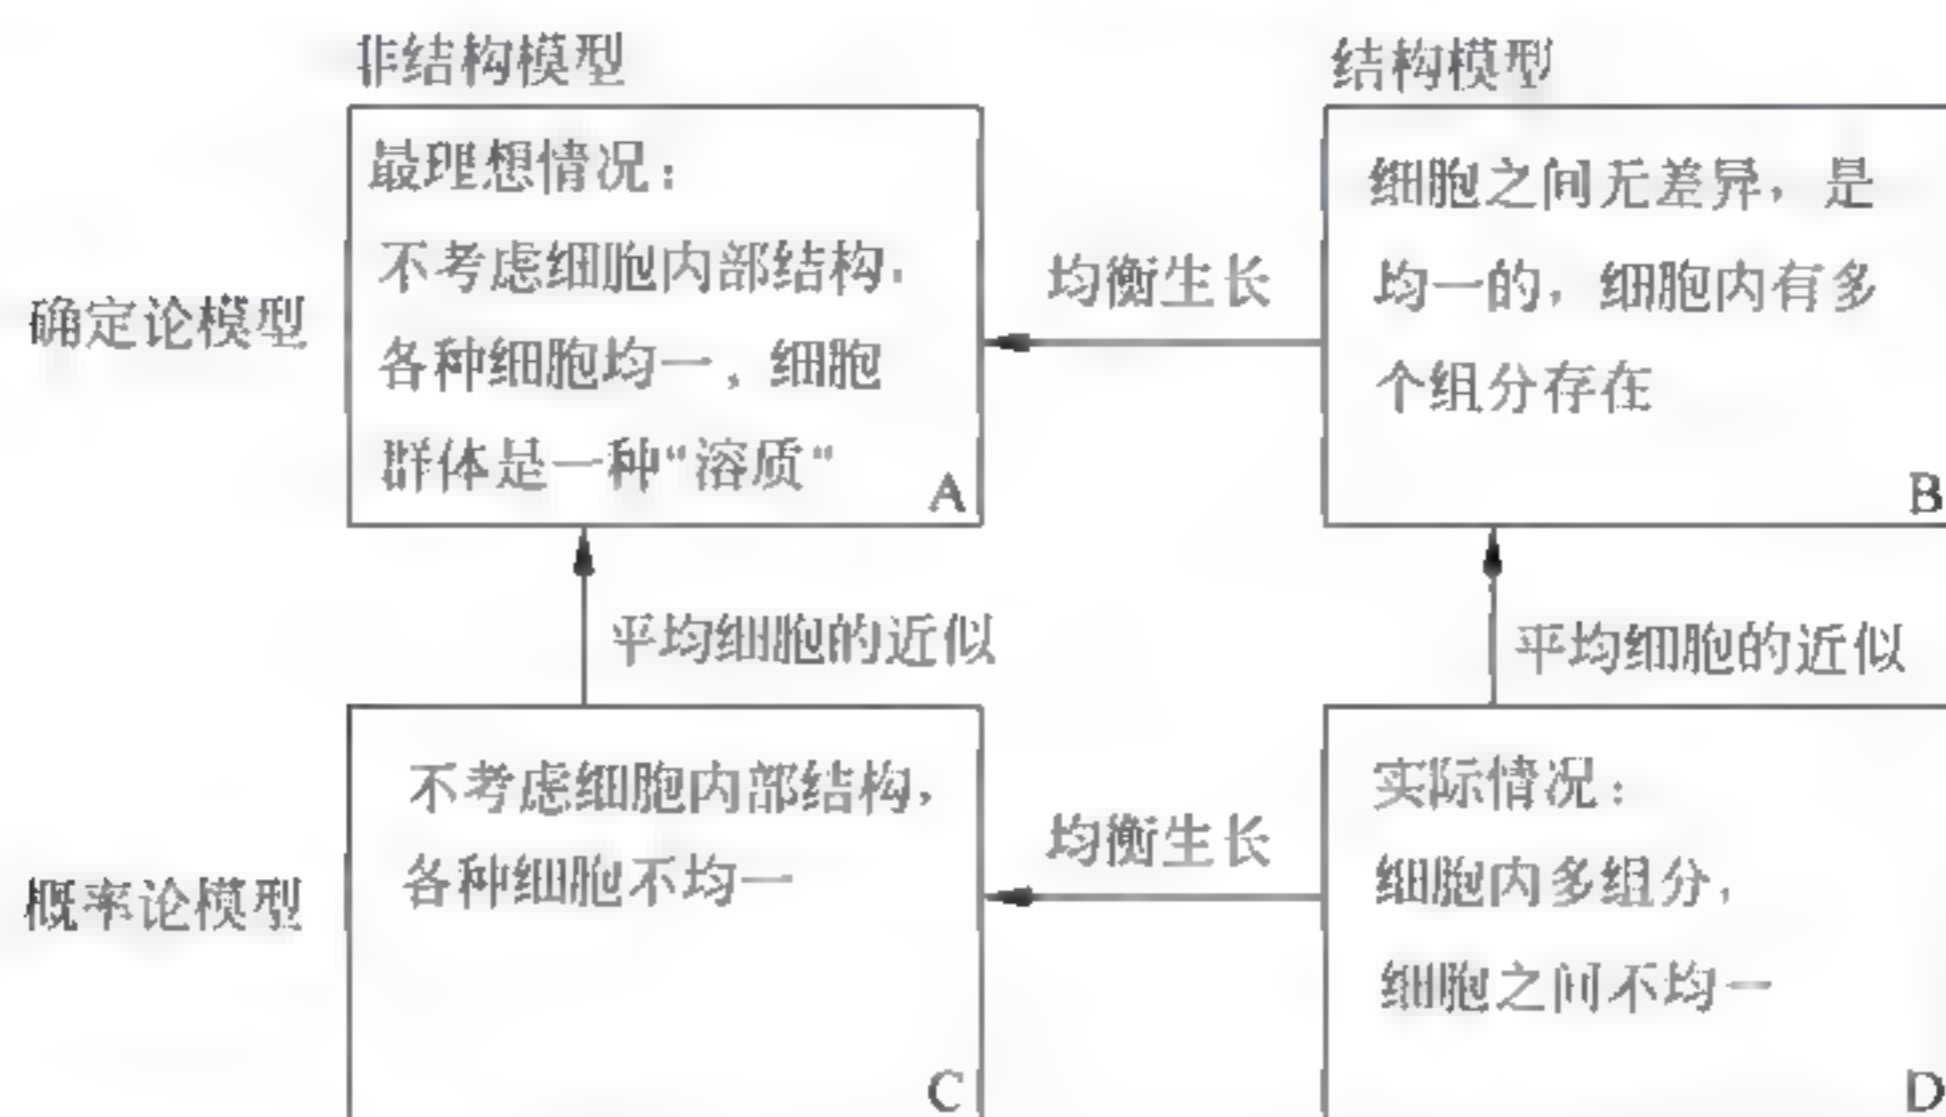 非结构模型
结构模型
确定论模型
最理想情况：
不考虑细胞内部结构，
各种细胞均一，细胞
群体是一种“溶质”
A
均衡生长
细胞之间无差异，是
均一的，细胞内有多
个组分存在
B
平均细胞的近似
平均细胞的近似
概率论模型
不考虑细胞内部结构，
各种细胞不均一
C
均衡生长
实际情况：
细胞内多组分，
细胞之间不均一
D